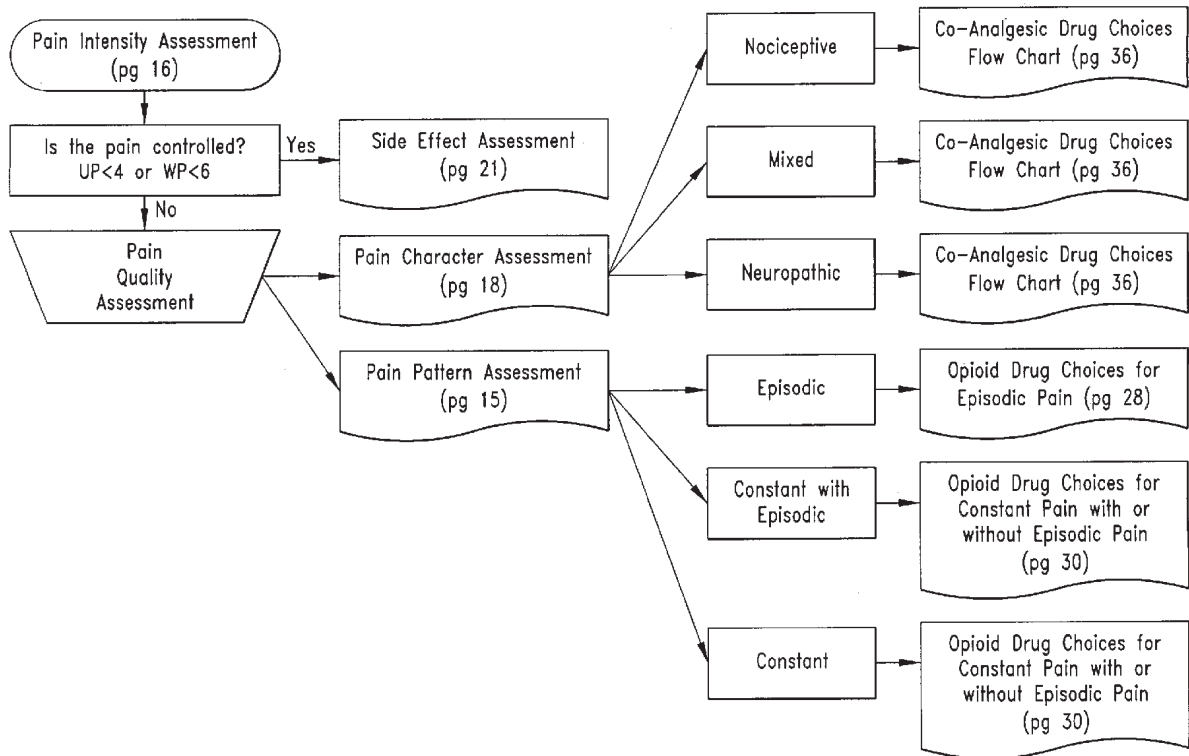 Pain Intensity Assessment
(pg 16)
Is the pain controlled?
UP<4 or WP<6
Yes
No
Side Effect Assessment
(pg 21)
Pain
Quality
Assessment
Pain Character Assessment
(pg 18)
Pain Pattern Assessment
(pg 15)
Nociceptive
Co-Analgesic Drug Choices
Flow Chart (pg 36)
Mixed
Co-Analgesic Drug Choices
Flow Chart (pg 36)
Neuropathic
Co-Analgesic Drug Choices
Flow Chart (pg 36)
Episodic
Opioid Drug Choices for
Episodic Pain (pg 28)
Constant with
Episodic
Opioid Drug Choices for
Constant Pain with or
without Episodic Pain
(pg 30)
Constant
Opioid Drug Choices for
Constant Pain with or
without Episodic Pain
(pg 30)